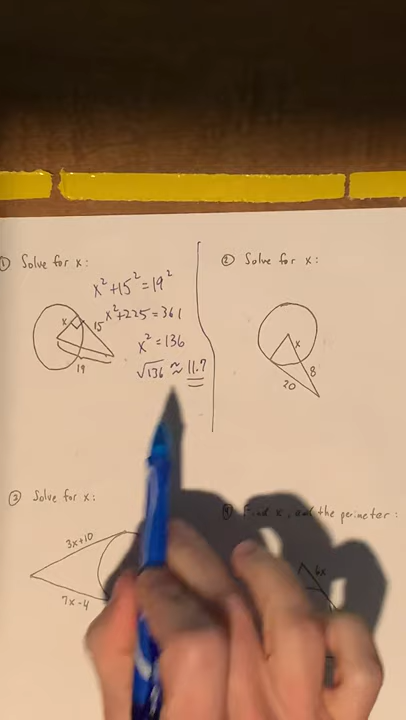 ① Solve for x:
x² + 15² = 19²
x² + 225 = 361
x² = 136
√136 ≈ 11.7
x
15
19
② Solve for x:
x
8
20
③ Solve for x:
3x+10
7x-4
④ Find x, and the perimeter:
6x